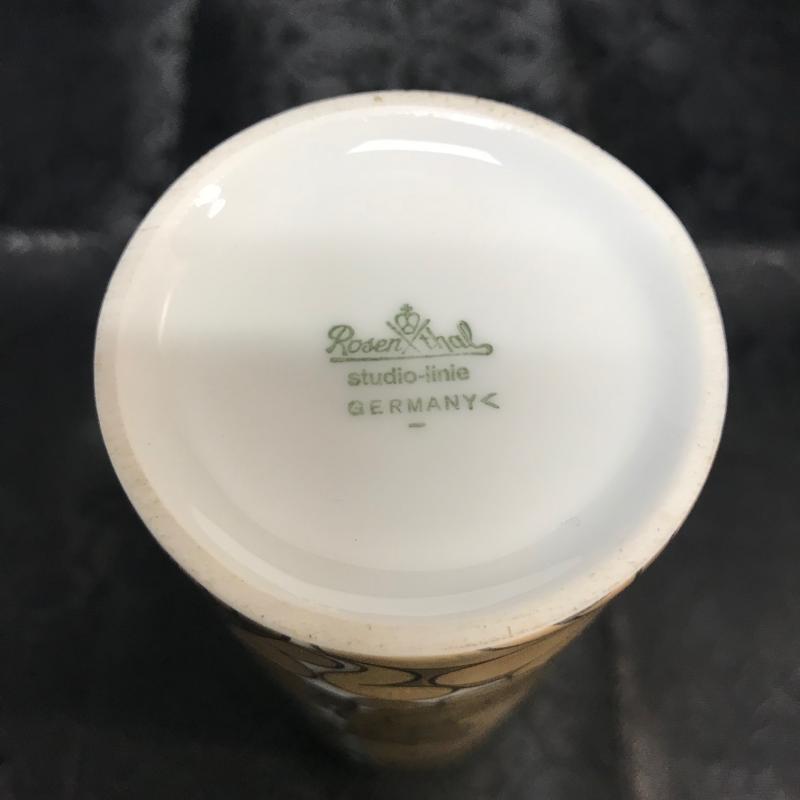 Rosenthal
studio-linie
GERMANY<